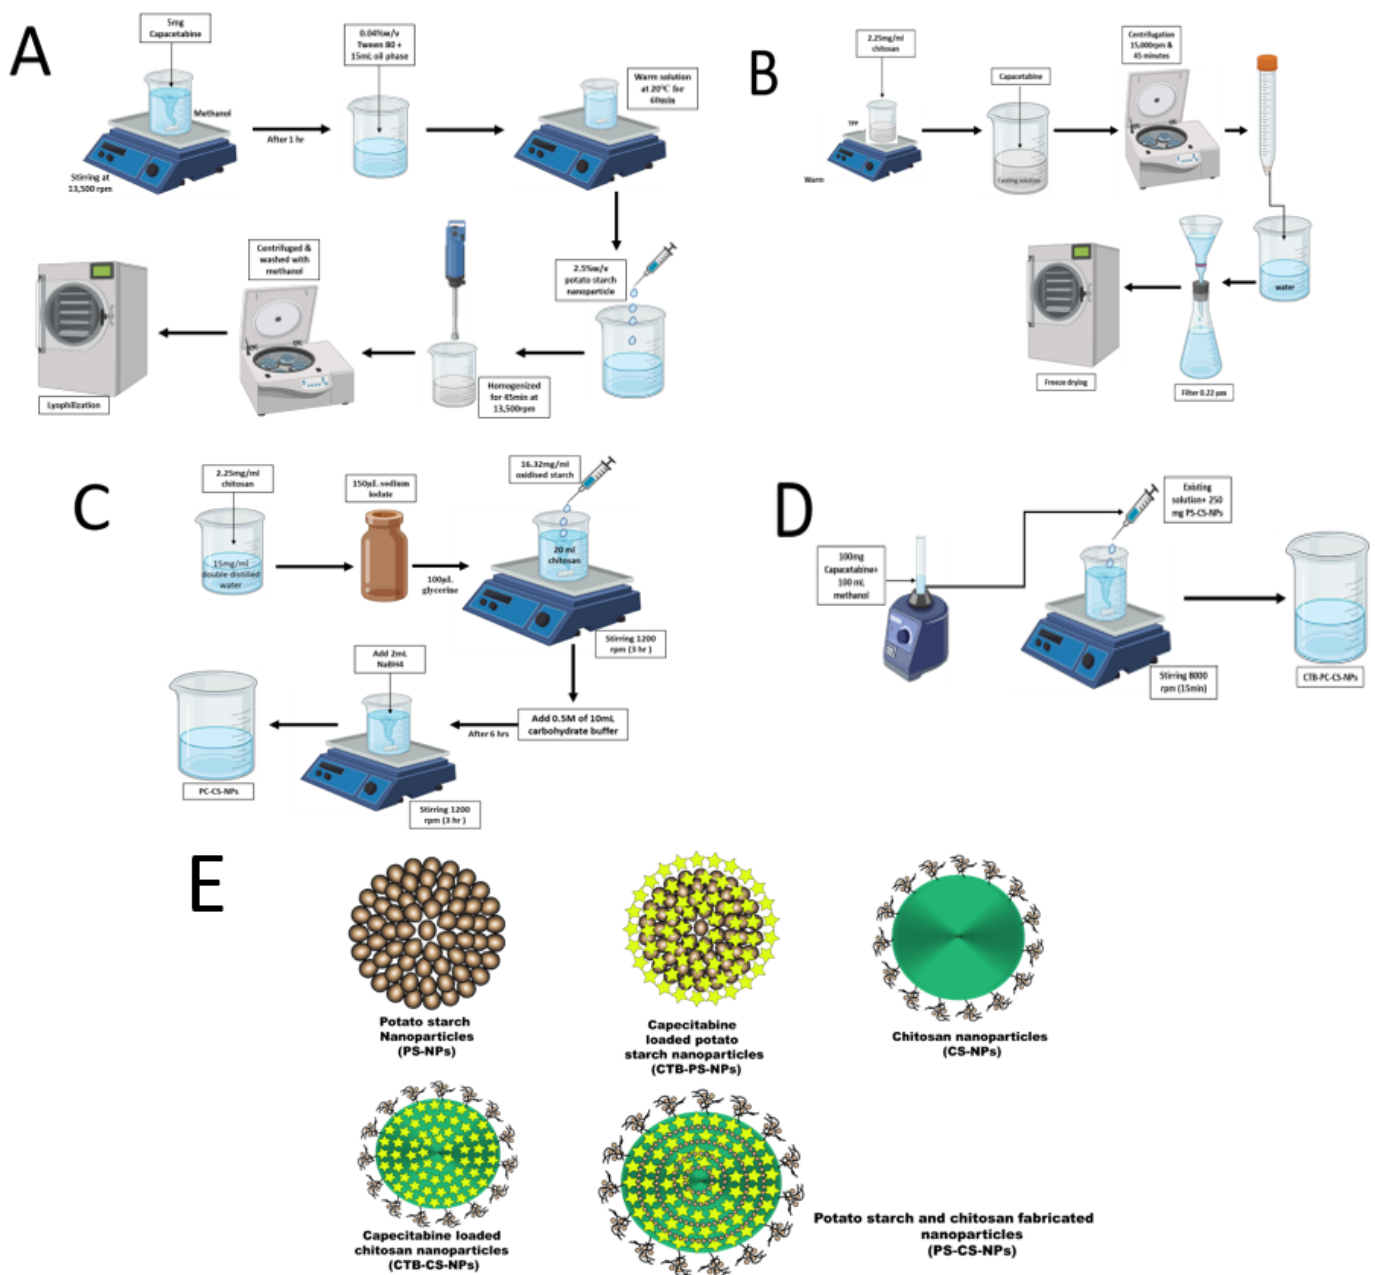 A
5mg
Capacetabine
Methanol
Stirring at
13,500 rpm
After 1 hr
0.04%w/v
Tween 80 +
15mL oil phase
Warm solution
at 20°C for
60min
2.5%w/v
potato starch
nanoparticle
Homogenized
for 45min at
13,500rpm
Centrifuged &
washed with
methanol
Lyophilization
B
2.25mg/ml
chitosan
TPP
Warm
Capacetabine
Existing solution
Centrifugation
15,000rpm &
45 minutes
water
Filter 0.22 µm
Freeze drying
C
2.25mg/ml
chitosan
15mg/ml
double distilled
water
150µL sodium
iodate
100µL
glycerine
16.32mg/ml
oxidised starch
20 ml
chitosan
Stirring 1200
rpm (3 hr )
Add 0.5M of 10mL
carbohydrate buffer
After 6 hrs
Add 2mL
NaBH4
Stirring 1200
rpm (3 hr )
PC-CS-NPs
D
100mg
Capacetabine+
100 mL
methanol
Existing
solution+ 250
mg PS-CS-NPs
Stirring 8000
rpm (15min)
CTB-PC-CS-NPs
E
Potato starch
Nanoparticles
(PS-NPs)
Capecitabine
loaded potato
starch nanoparticles
(CTB-PS-NPs)
Chitosan nanoparticles
(CS-NPs)
Capecitabine loaded
chitosan nanoparticles
(CTB-CS-NPs)
Potato starch and chitosan fabricated
nanoparticles
(PS-CS-NPs)